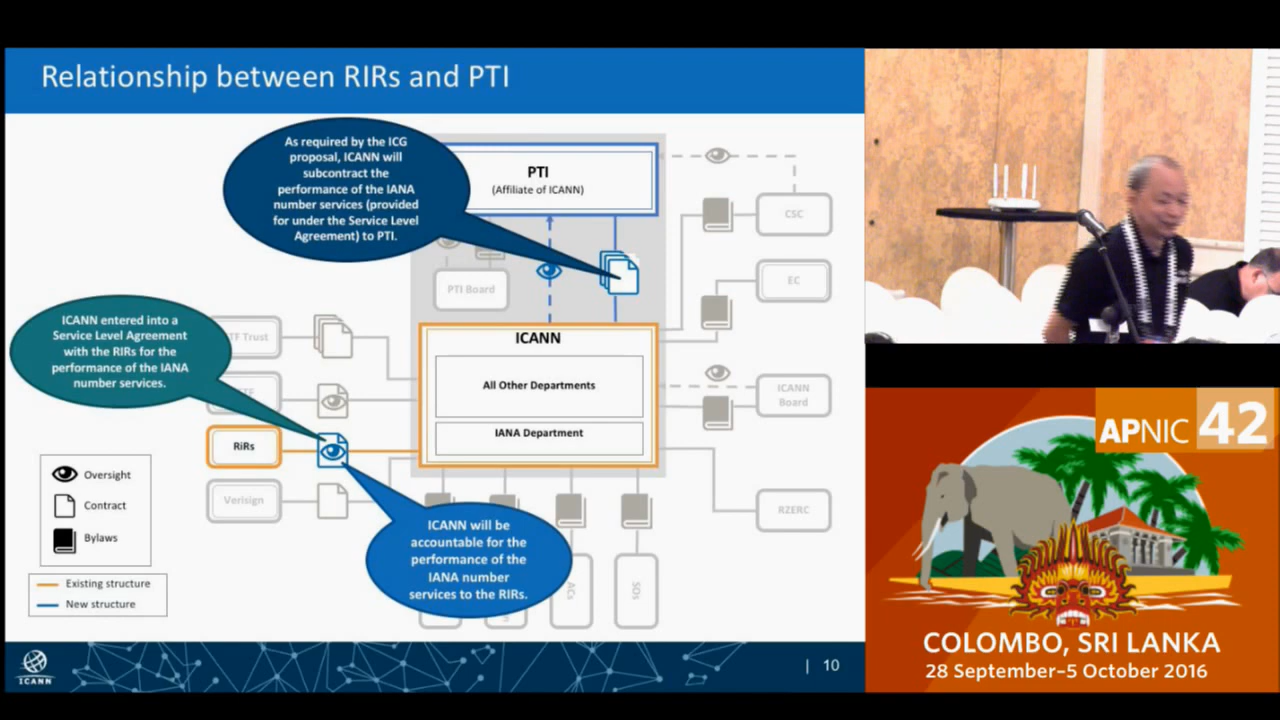 Relationship between RIRs and PTI
As required by the ICG
proposal, ICANN will
subcontract the
performance of the IANA
number services (provided
for under the Service Level
Agreement) to PTI.
PTI
(Affiliate of ICANN)
CSC
PTI Board
EC
ICANN entered into a
Service Level Agreement
with the RIRs for the
performance of the IANA
number services.
TF Trust
ICANN
All Other Departments
IANA Department
ICANN
Board
RiRs
Verisign
RZERC
Oversight
Contract
Bylaws
Existing structure
New structure
ICANN will be
accountable for the
performance of the
IANA number
services to the RIRs.
ACs
SOs
ICANN
| 10
APNIC 42
COLOMBO, SRI LANKA
28 September–5 October 2016